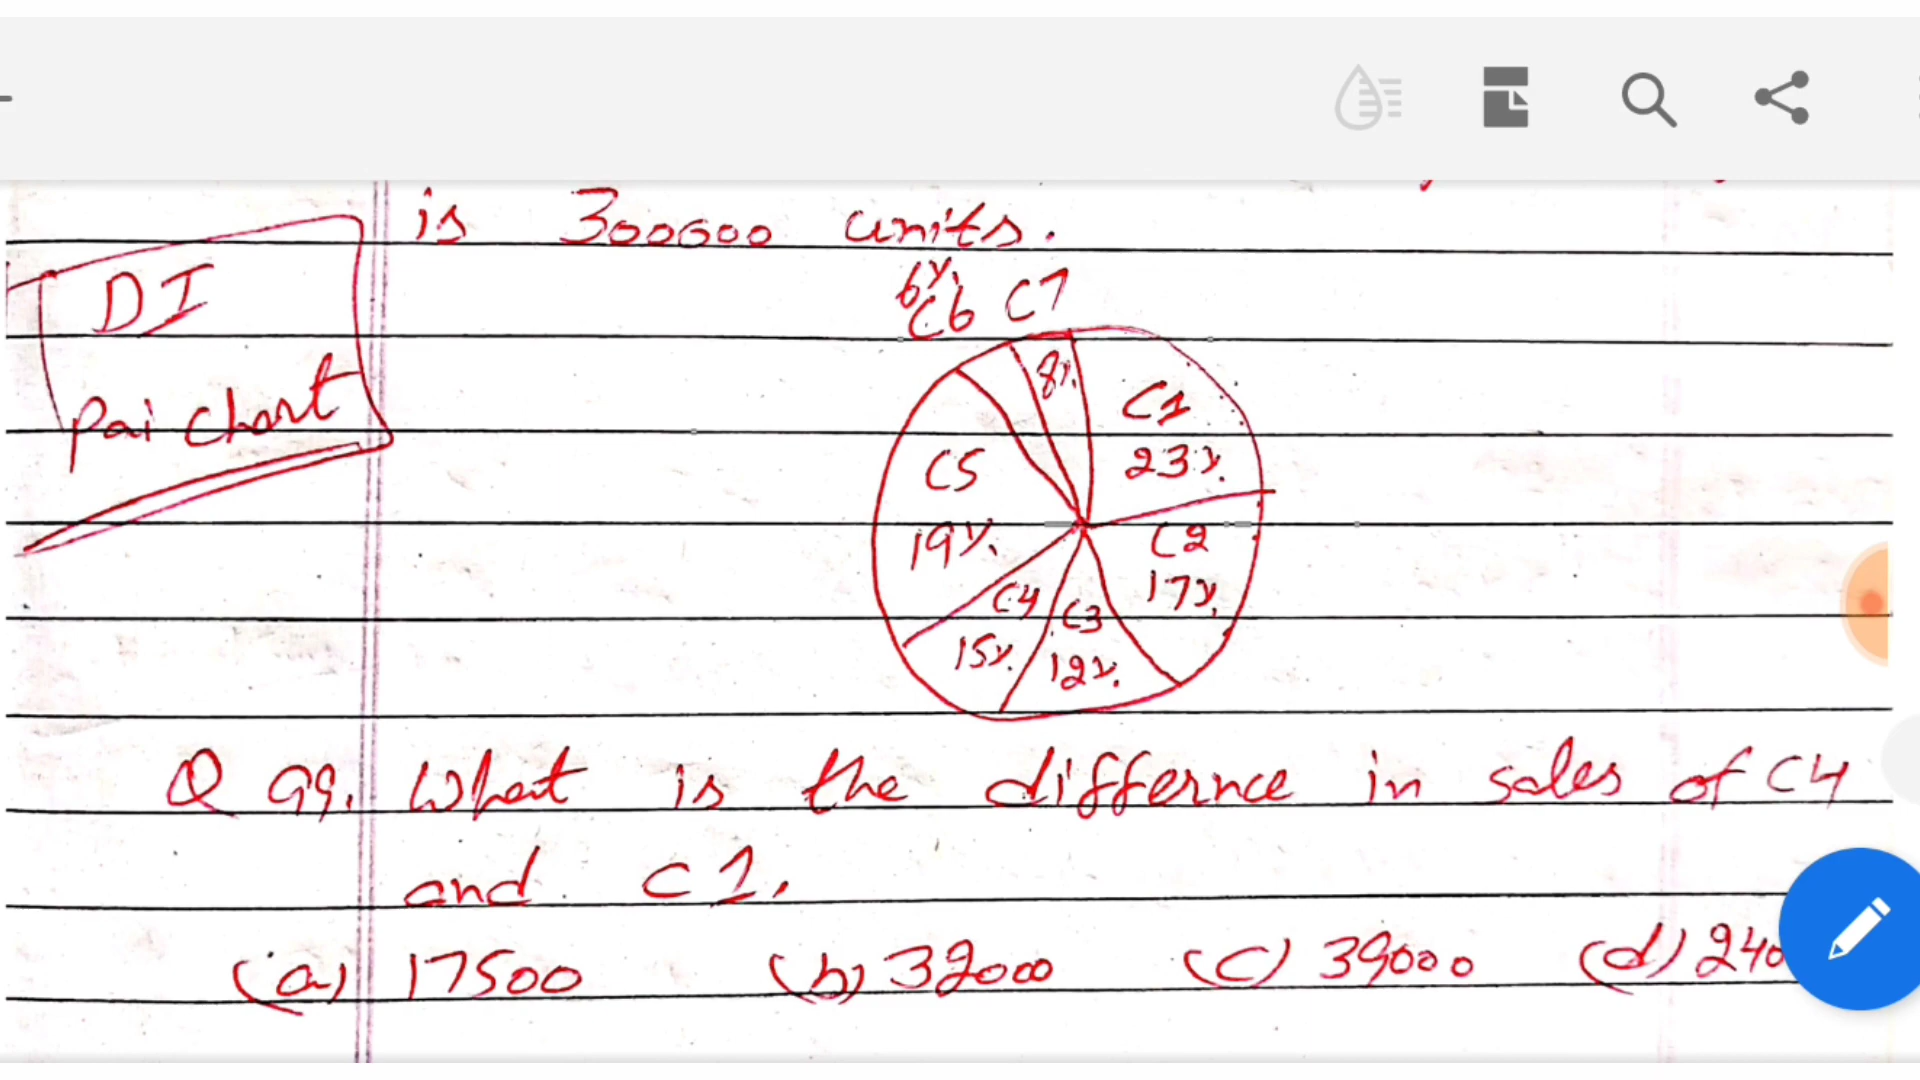 is 300000 units.
DI
Pai Chart
6% C6 C7
8%
C1
23%
C5
19%
C2
17%
C4
15%
C3
12%
Q 99. What is the differnce in sales of C4
and C1.
(a) 17500 (b) 32000 (c) 39000 (d) 240